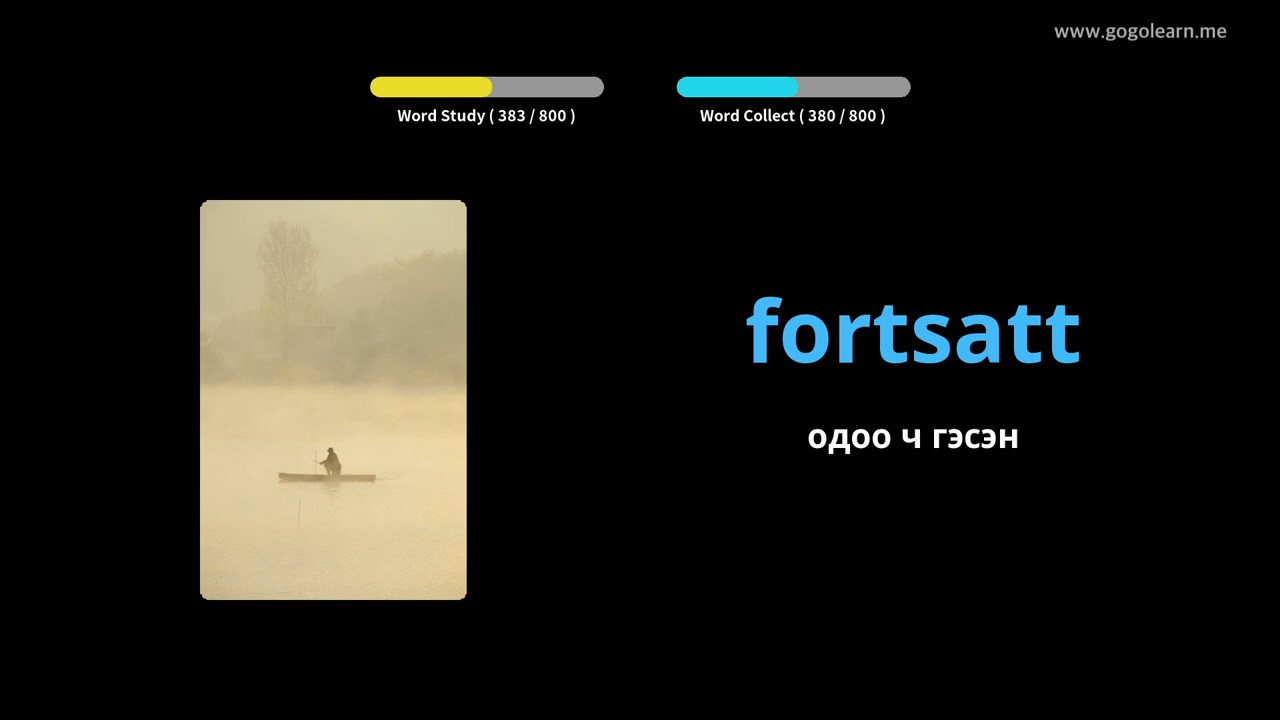 www.gogolearn.me
Word Study ( 383 / 800 )
Word Collect ( 380 / 800 )
fortsatt
одоо ч гэсэн